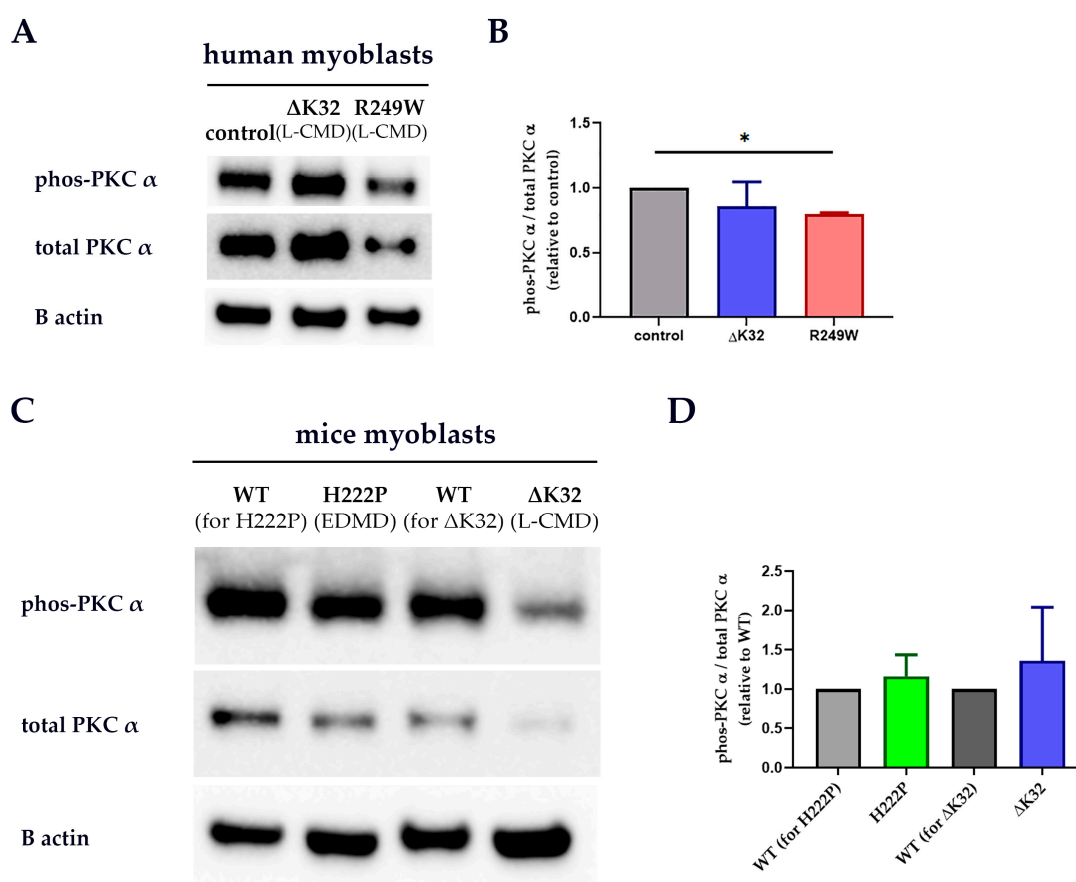 A
human myoblasts
control
ΔK32
(L-CMD)
R249W
(L-CMD)
phos-PKC α
total PKC α
B actin
B
phos-PKC α / total PKC α
(relative to control)
1.5
1.0
0.5
0.0
*
control
ΔK32
R249W
C
mice myoblasts
WT
(for H222P)
H222P
(EDMD)
WT
(for ΔK32)
ΔK32
(L-CMD)
phos-PKC α
total PKC α
B actin
D
phos-PKC α / total PKC α
(relative to WT)
2.5
2.0
1.5
1.0
0.5
0.0
WT (for H222P)
H222P
WT (for ΔK32)
ΔK32